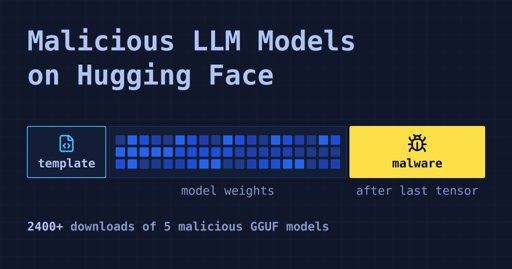 Malicious LLM Models
on Hugging Face
template
malware
model weights
after last tensor
2400+ downloads of 5 malicious GGUF models